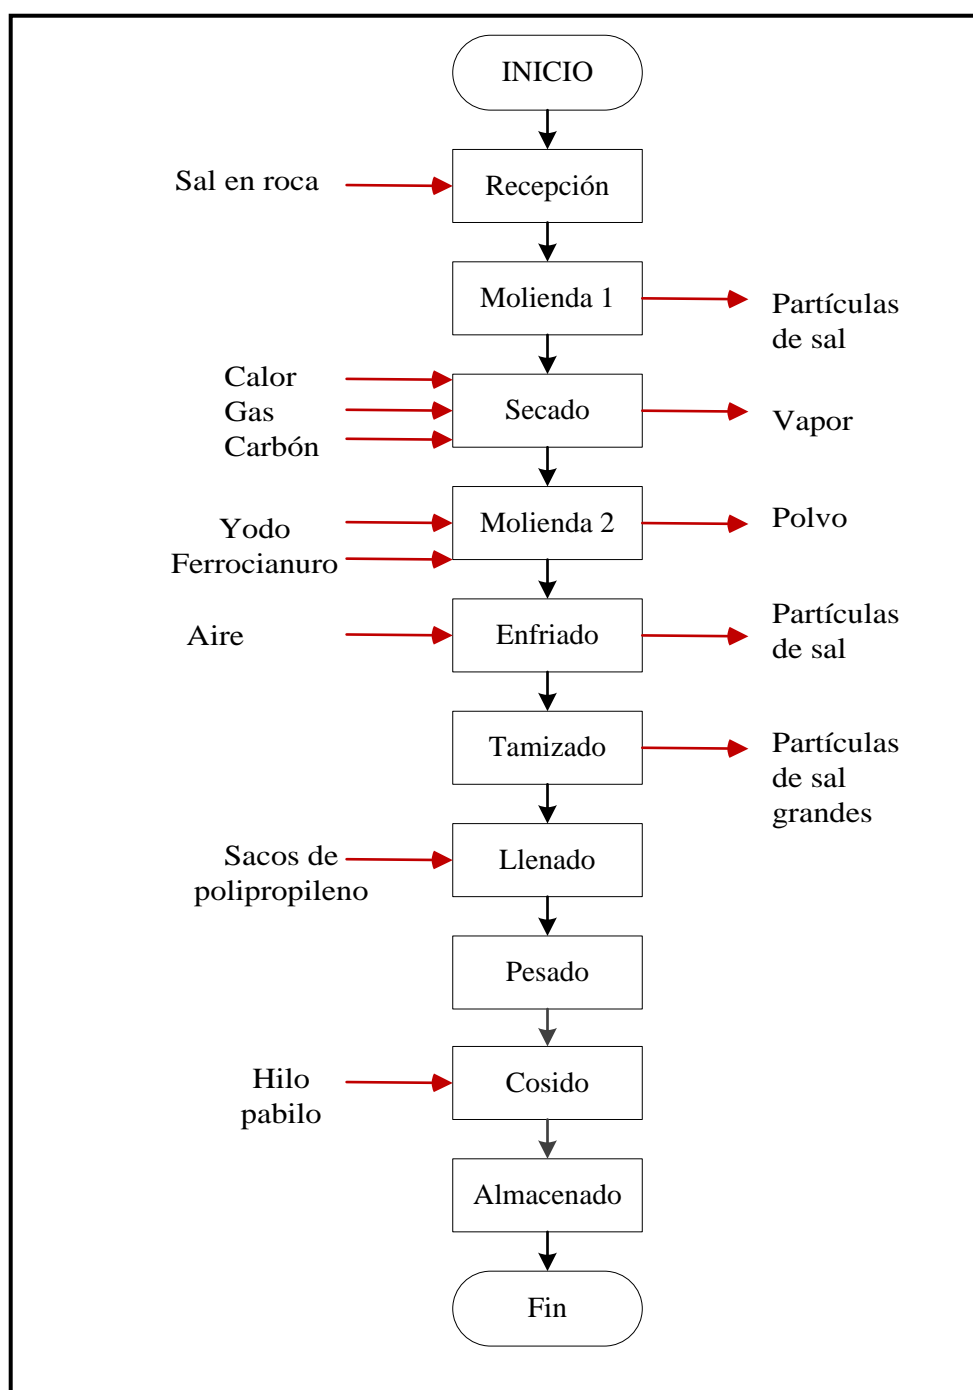 INICIO
Sal en roca
Recepción
Molienda 1
Partículas
de sal
Calor
Gas
Carbón
Secado
Vapor
Yodo
Ferrocianuro
Molienda 2
Polvo
Aire
Enfriado
Partículas
de sal
Tamizado
Partículas
de sal
grandes
Sacos de
polipropileno
Llenado
Pesado
Hilo
pabilo
Cosido
Almacenado
Fin